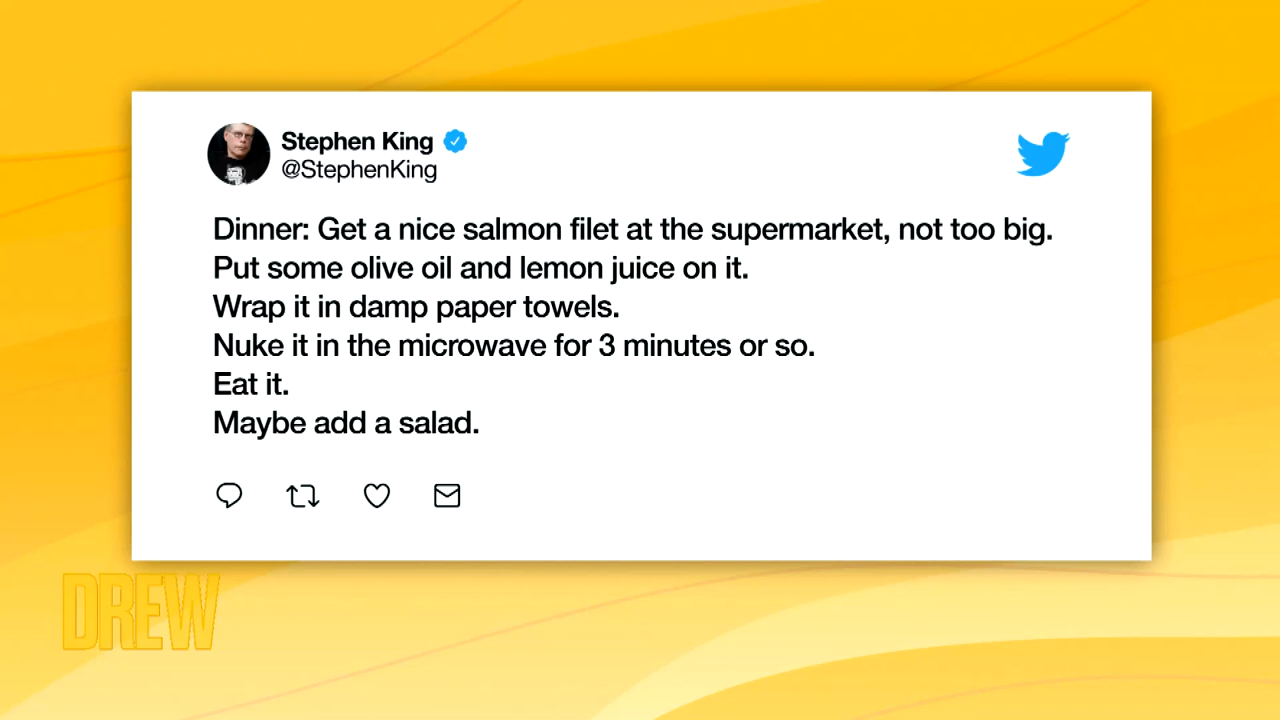 Stephen King
@StephenKing
Dinner: Get a nice salmon filet at the supermarket, not too big.
Put some olive oil and lemon juice on it.
Wrap it in damp paper towels.
Nuke it in the microwave for 3 minutes or so.
Eat it.
Maybe add a salad.
DREW